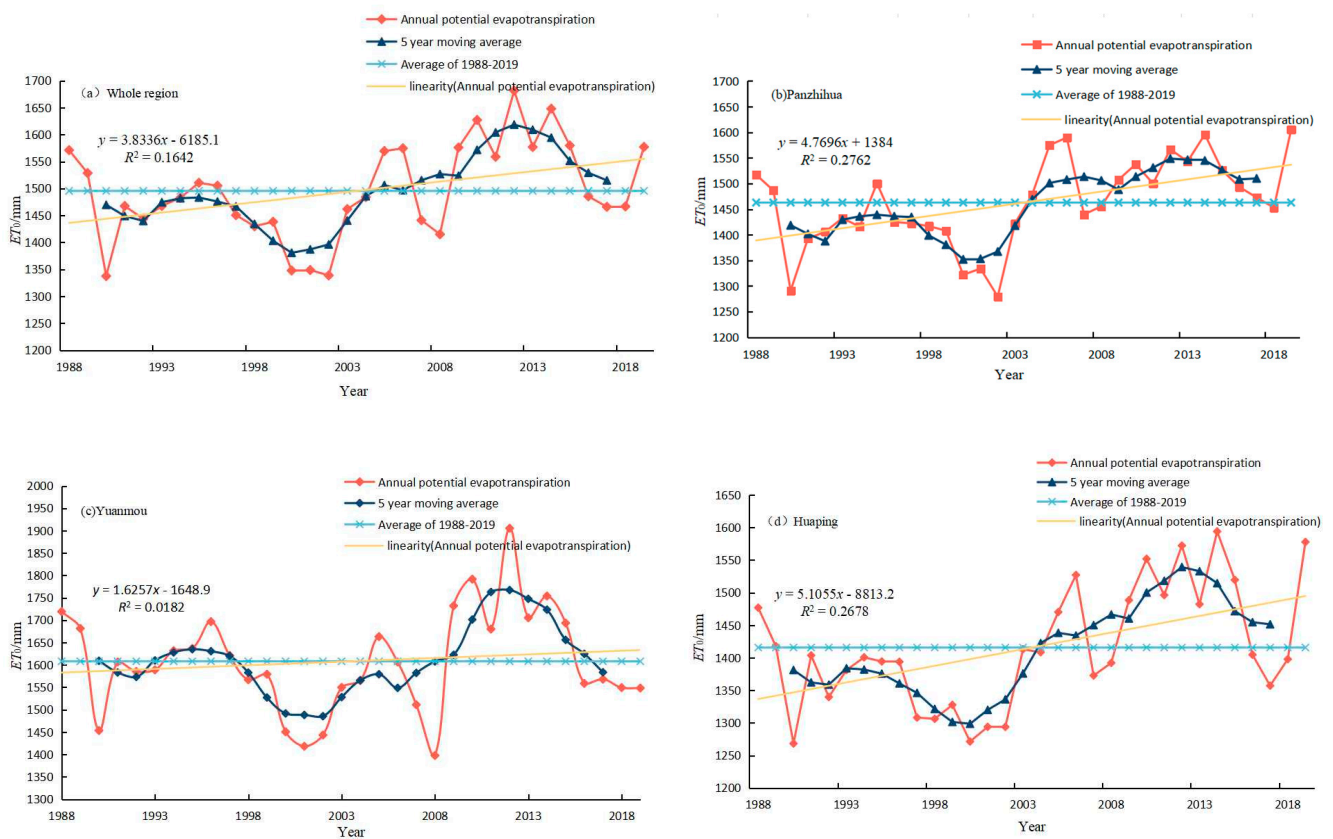 Annual potential evapotranspiration
5 year moving average
Average of 1988-2019
linearity(Annual potential evapotranspiration)
(a) Whole region
y = 3.8336x - 6185.1
R² = 0.1642
ET₀/mm
1700
1650
1600
1550
1500
1450
1400
1350
1300
1250
1200
1988
1993
1998
2003
2008
2013
2018
Year
Annual potential evapotranspiration
5 year moving average
Average of 1988-2019
linearity(Annual potential evapotranspiration)
(b)Panzhihua
y = 4.7696x + 1384
R² = 0.2762
ET₀/mm
1700
1650
1600
1550
1500
1450
1400
1350
1300
1250
1200
1988
1993
1998
2003
2008
2013
2018
Year
Annual potential evapotranspiration
5 year moving average
Average of 1988-2019
linearity(Annual potential evapotranspiration)
(c)Yuanmou
y = 1.6257x - 1648.9
R² = 0.0182
ET₀/mm
2000
1950
1900
1850
1800
1750
1700
1650
1600
1550
1500
1450
1400
1350
1300
1988
1993
1998
2003
2008
2013
2018
Year
Annual potential evapotranspiration
5 year moving average
Average of 1988-2019
linearity(Annual potential evapotranspiration)
(d) Huaping
y = 5.1055x - 8813.2
R² = 0.2678
ET₀/mm
1650
1600
1550
1500
1450
1400
1350
1300
1250
1200
1988
1993
1998
2003
2008
2013
2018
Year